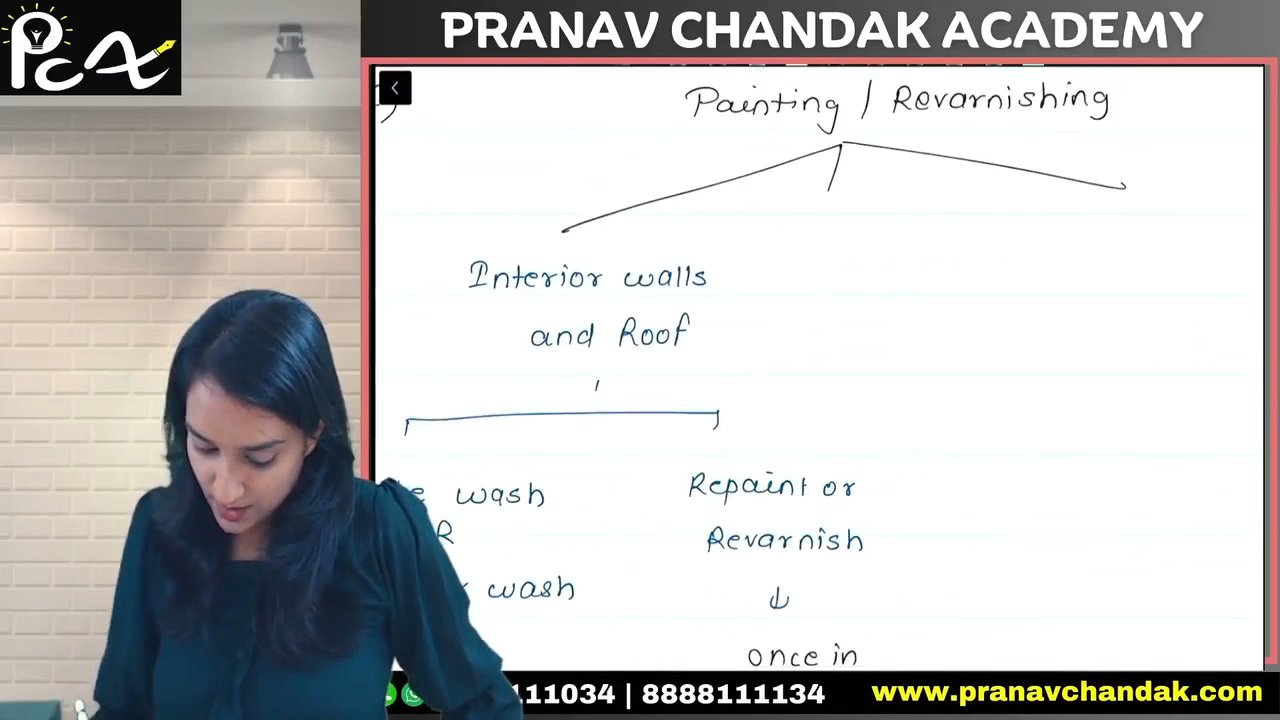 PCA
PRANAV CHANDAK ACADEMY
Painting / Revarnishing
Interior walls
and Roof
wash
R
wash
Repaint or
Revarnish
once in
111034 | 8888111134
www.pranavchandak.com